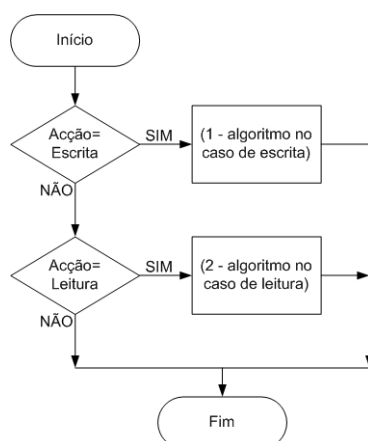 Início
Acção=
Escrita
SIM
(1 - algoritmo no
caso de escrita)
NÃO
Acção=
Leitura
SIM
(2 - algoritmo no
caso de leitura)
NÃO
Fim